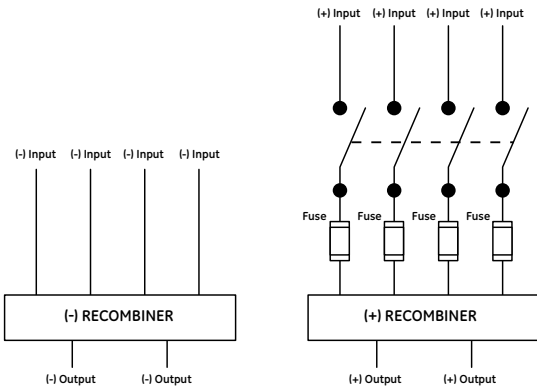 (+) Input (+) Input (+) Input (+) Input
(-) Input (-) Input (-) Input (-) Input
Fuse Fuse Fuse Fuse
(-) RECOMBINER (+) RECOMBINER
(-) Output (-) Output (+) Output (+) Output